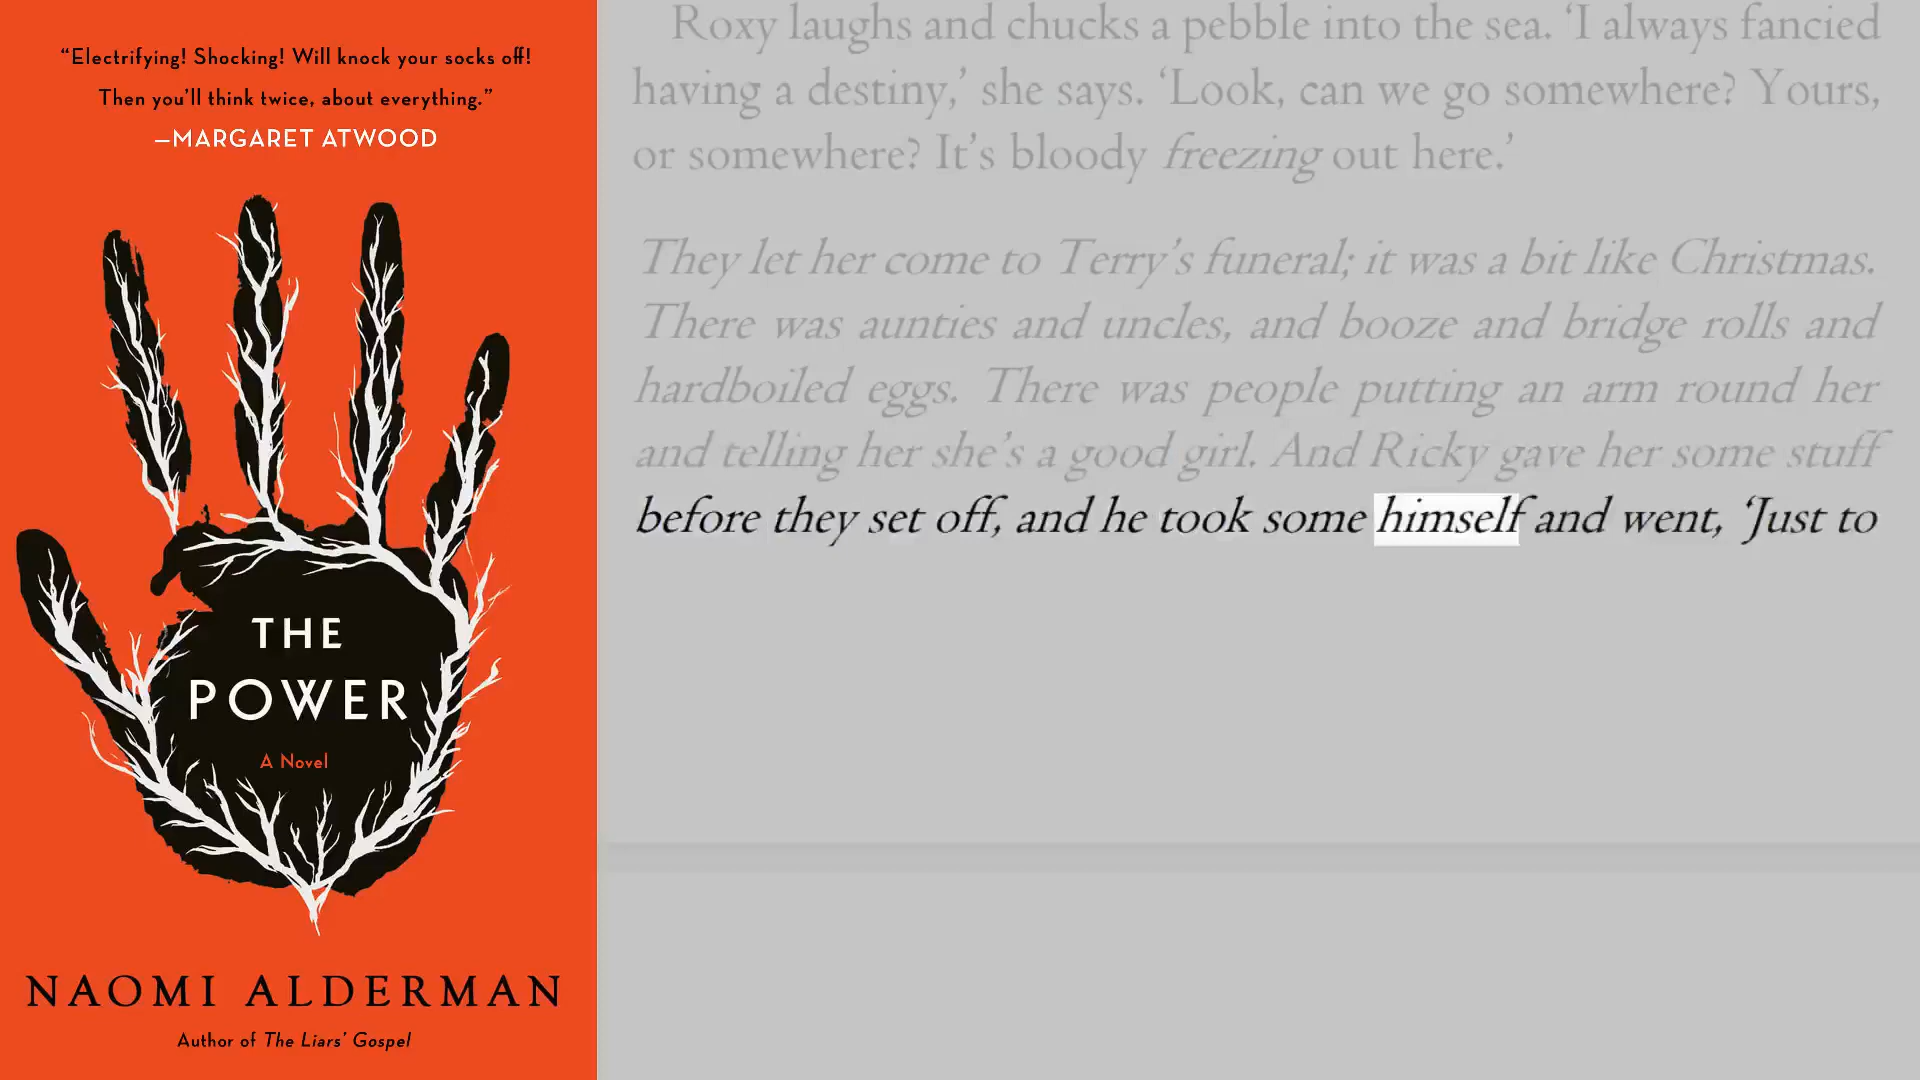 “Electrifying! Shocking! Will knock your socks off!
Then you’ll think twice, about everything.”
—MARGARET ATWOOD
THE
POWER
A Novel
NAOMI ALDERMAN
Author of The Liars’ Gospel
Roxy laughs and chucks a pebble into the sea. ‘I always fancied
having a destiny,’ she says. ‘Look, can we go somewhere? Yours,
or somewhere? It’s bloody freezing out here.’
They let her come to Terry’s funeral; it was a bit like Christmas.
There was aunties and uncles, and booze and bridge rolls and
hardboiled eggs. There was people putting an arm round her
and telling her she’s a good girl. And Ricky gave her some stuff
before they set off, and he took some himself and went, ‘Just to